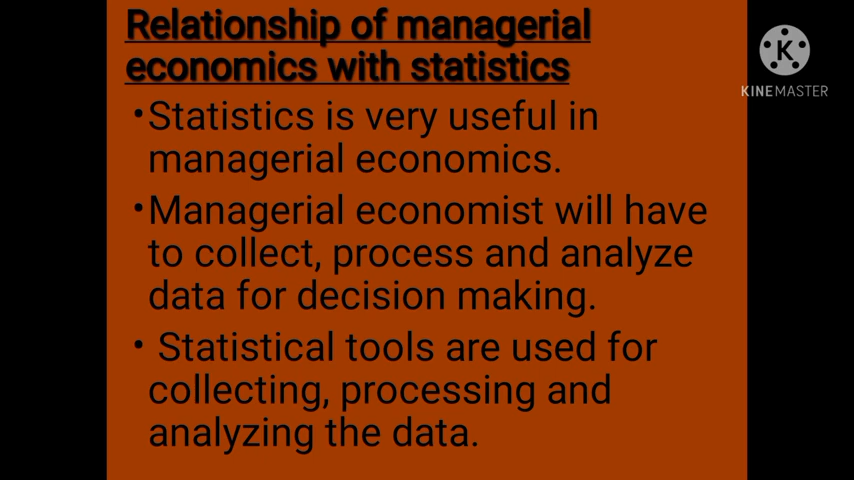 Relationship of managerial
economics with statistics
•Statistics is very useful in
managerial economics.
•Managerial economist will have
to collect, process and analyze
data for decision making.
• Statistical tools are used for
collecting, processing and
analyzing the data.
K
KINEMASTER